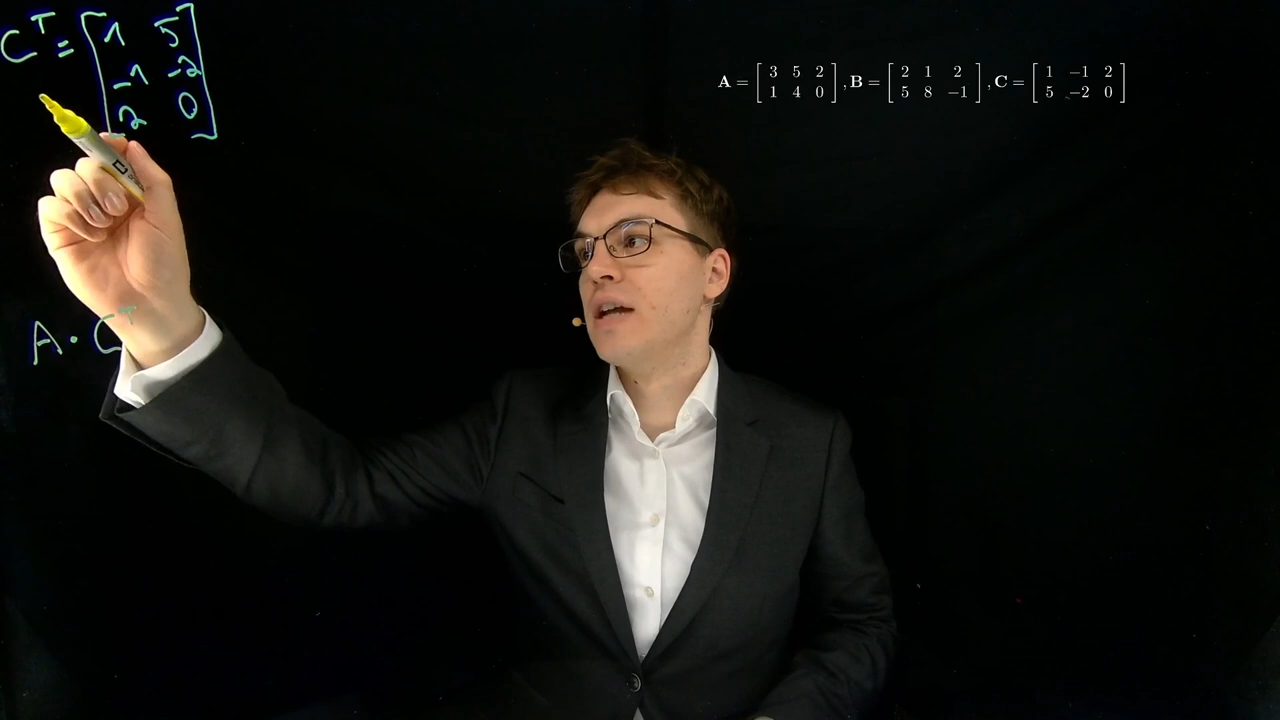 C^T = [1 5
-1 -2
2 0]
A = [3 5 2; 1 4 0], B = [2 1 2; 5 8 -1], C = [1 -1 2; 5 -2 0]
A · C^T